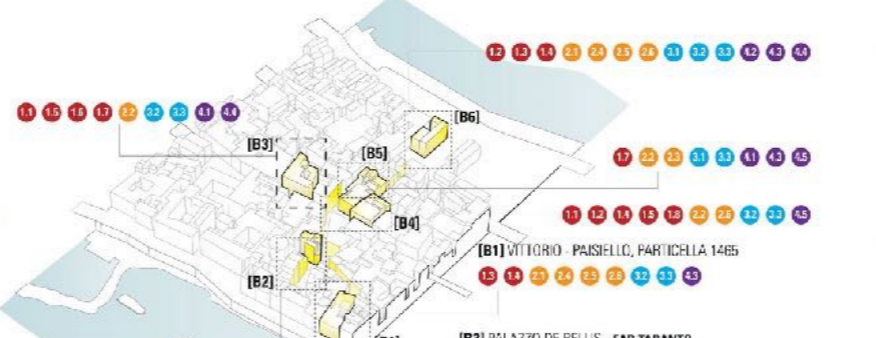 1.2 1.3 1.4 2.1 2.4 2.5 2.6 3.1 3.2 3.3 4.2 4.3 4.4
1.1 1.5 1.6 1.7 2.2 3.2 3.3 4.1 4.4
[B6]
[B3]
[B5]
1.7 2.2 2.3 3.1 3.3 4.1 4.3 4.5
[B4]
1.1 1.2 1.4 1.5 1.8 2.2 2.6 3.2 3.3 4.5
[B1] VITTORIO - PAISIELLO, PARTICELLA 1465
[B2]
1.3 1.4 2.1 2.4 2.5 2.6 3.2 3.3 4.3